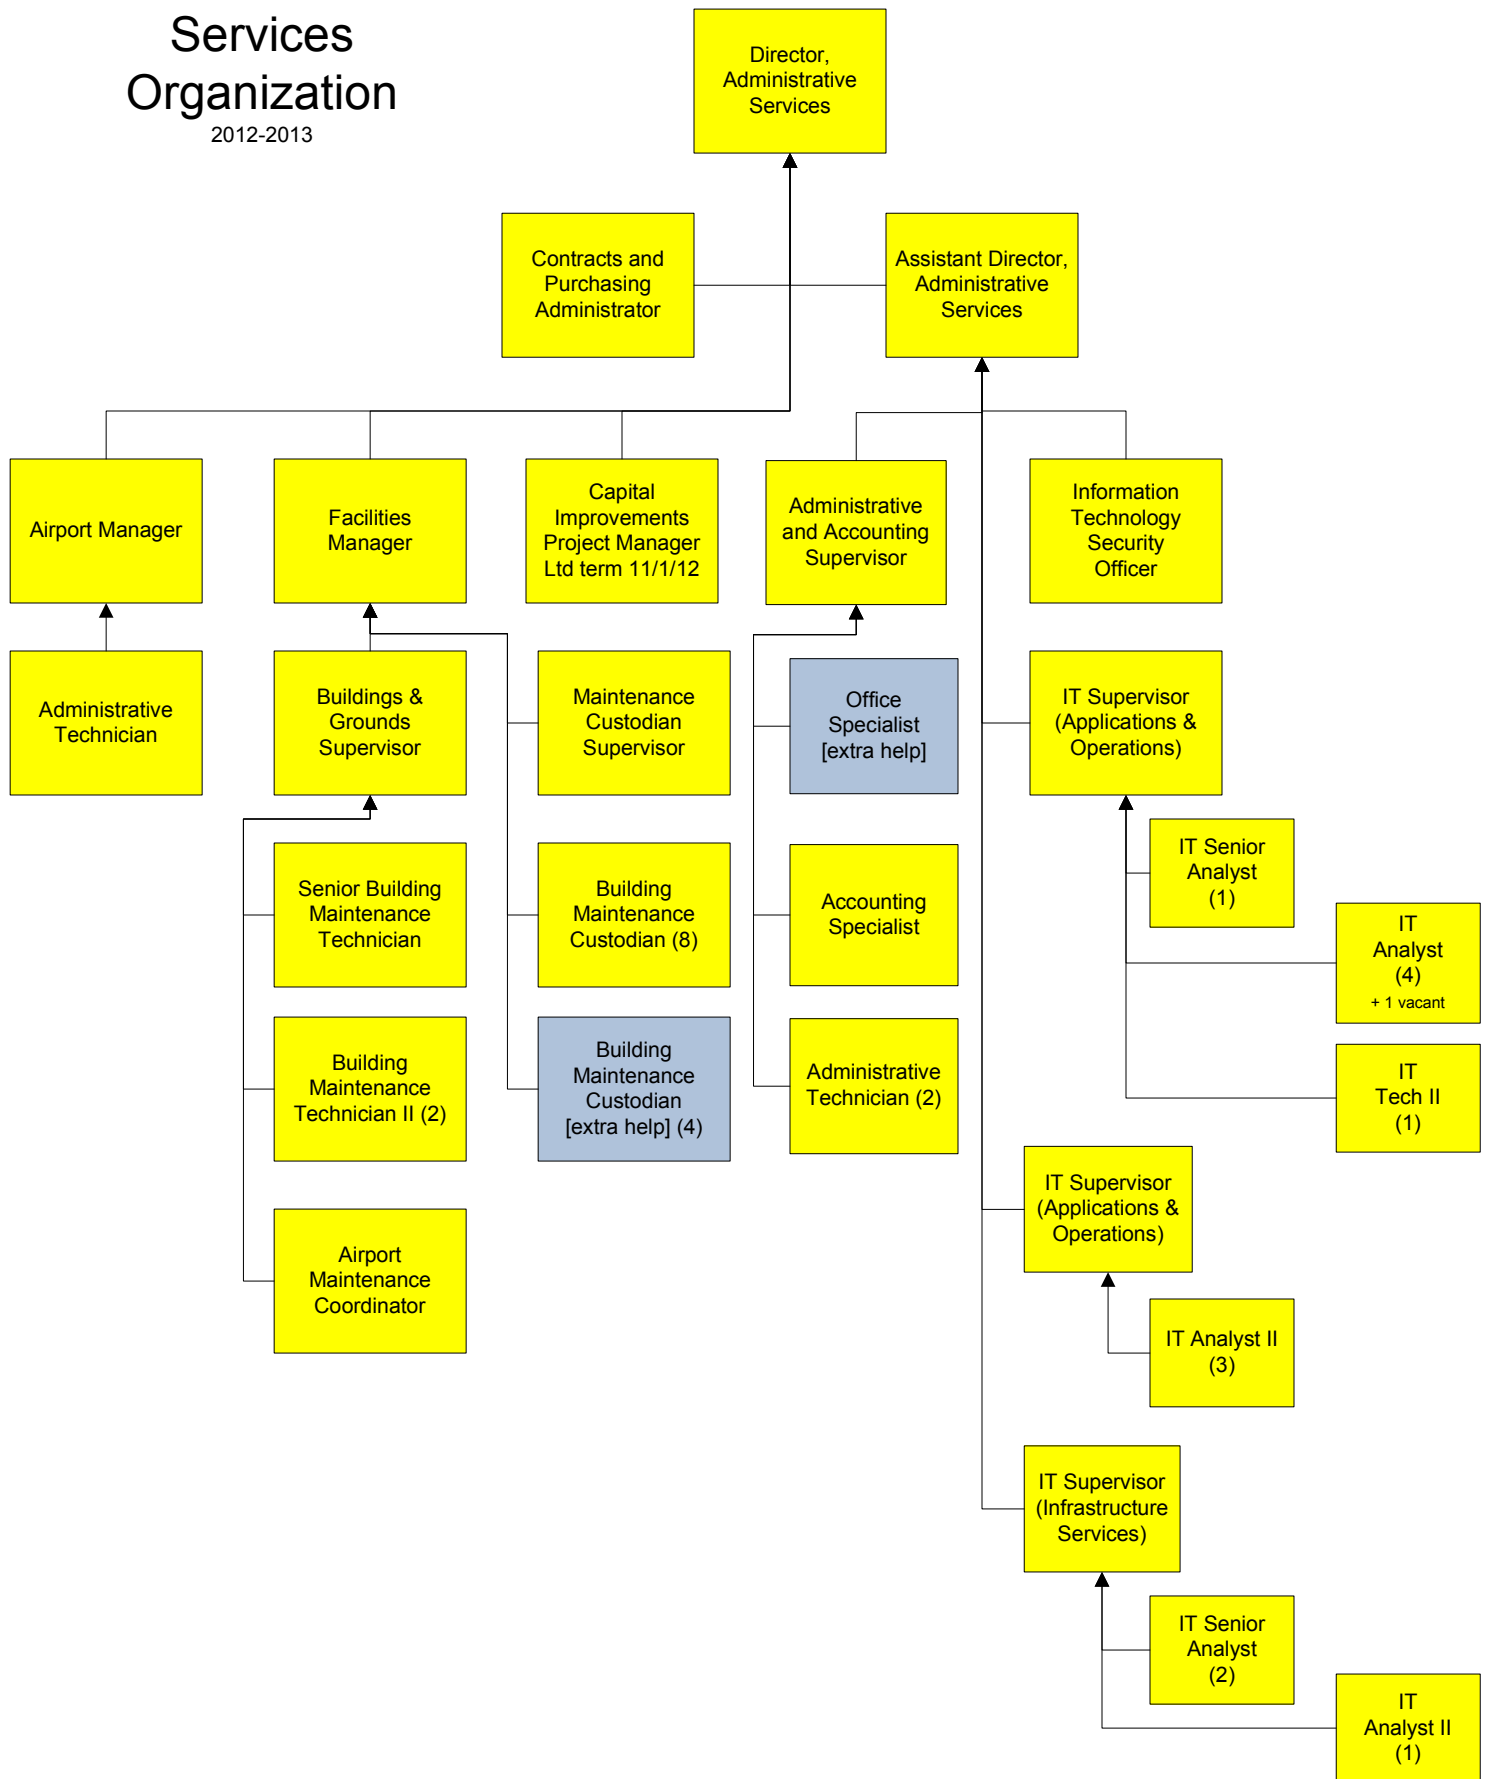 Services
Organization
2012-2013
Director,
Administrative
Services
Contracts and
Purchasing
Administrator
Assistant Director,
Administrative
Services
Airport Manager
Facilities
Manager
Capital
Improvements
Project Manager
Ltd term 11/1/12
Administrative
and Accounting
Supervisor
Information
Technology
Security
Officer
Administrative
Technician
Buildings &
Grounds
Supervisor
Maintenance
Custodian
Supervisor
Office
Specialist
[extra help]
IT Supervisor
(Applications &
Operations)
Senior Building
Maintenance
Technician
Building
Maintenance
Custodian (8)
Accounting
Specialist
IT Senior
Analyst
(1)
IT
Analyst
(4)
+ 1 vacant
Building
Maintenance
Technician II (2)
Building
Maintenance
Custodian
[extra help] (4)
Administrative
Technician (2)
IT
Tech II
(1)
IT Supervisor
(Applications &
Operations)
Airport
Maintenance
Coordinator
IT Analyst II
(3)
IT Supervisor
(Infrastructure
Services)
IT Senior
Analyst
(2)
IT
Analyst II
(1)